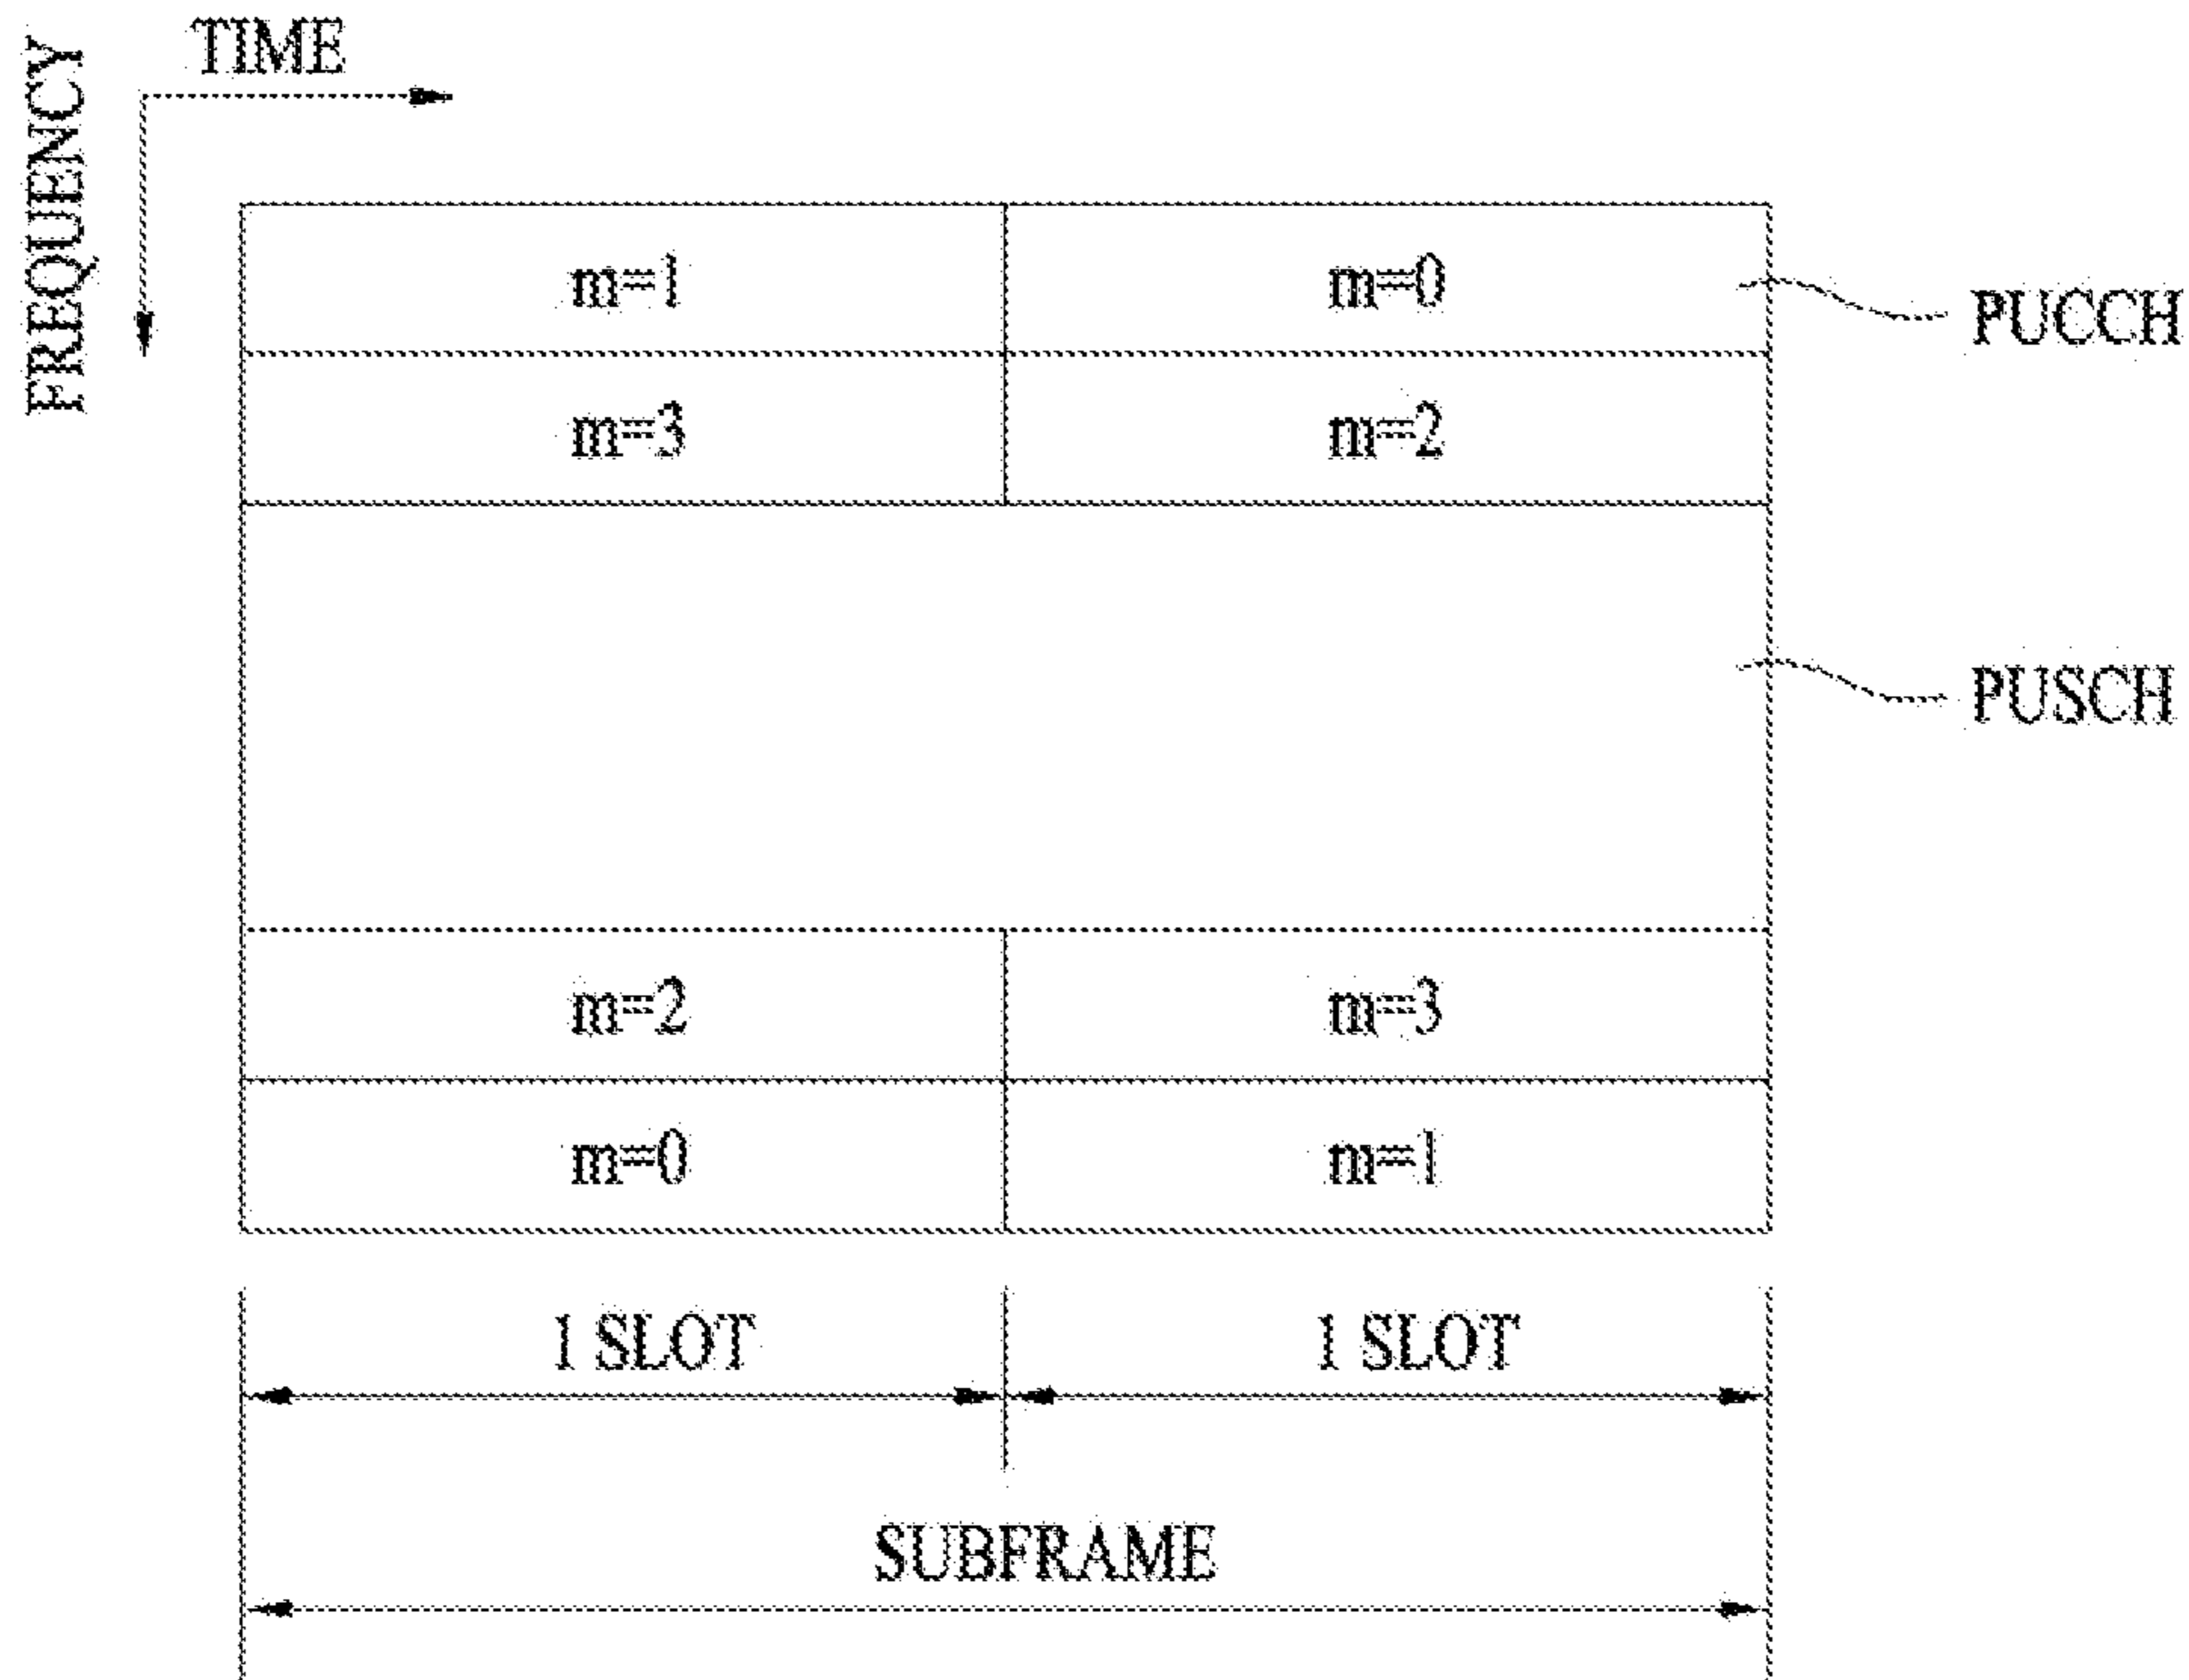 TIME
FREQUENCY
m=1 m=0
PUCCH
m=3 m=2
PUSCH
m=2 m=3
m=0 m=1
1 SLOT 1 SLOT
SUBFRAME